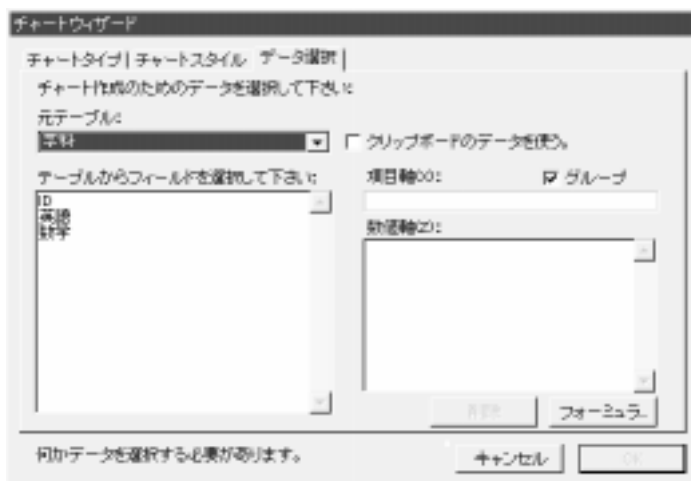 チャートウィザード
チャートタイプ チャートスタイル データ選択
チャート作成のためのデータを選択して下さい:
元テーブル:
学科
クリップボードのデータを使う。
テーブルからフィールドを選択して下さい:
ID
英語
数学
項目軸(X):
グループ
数値軸(Z):
削除
フォーミュラ...
何かデータを選択する必要があります。
キャンセル
OK